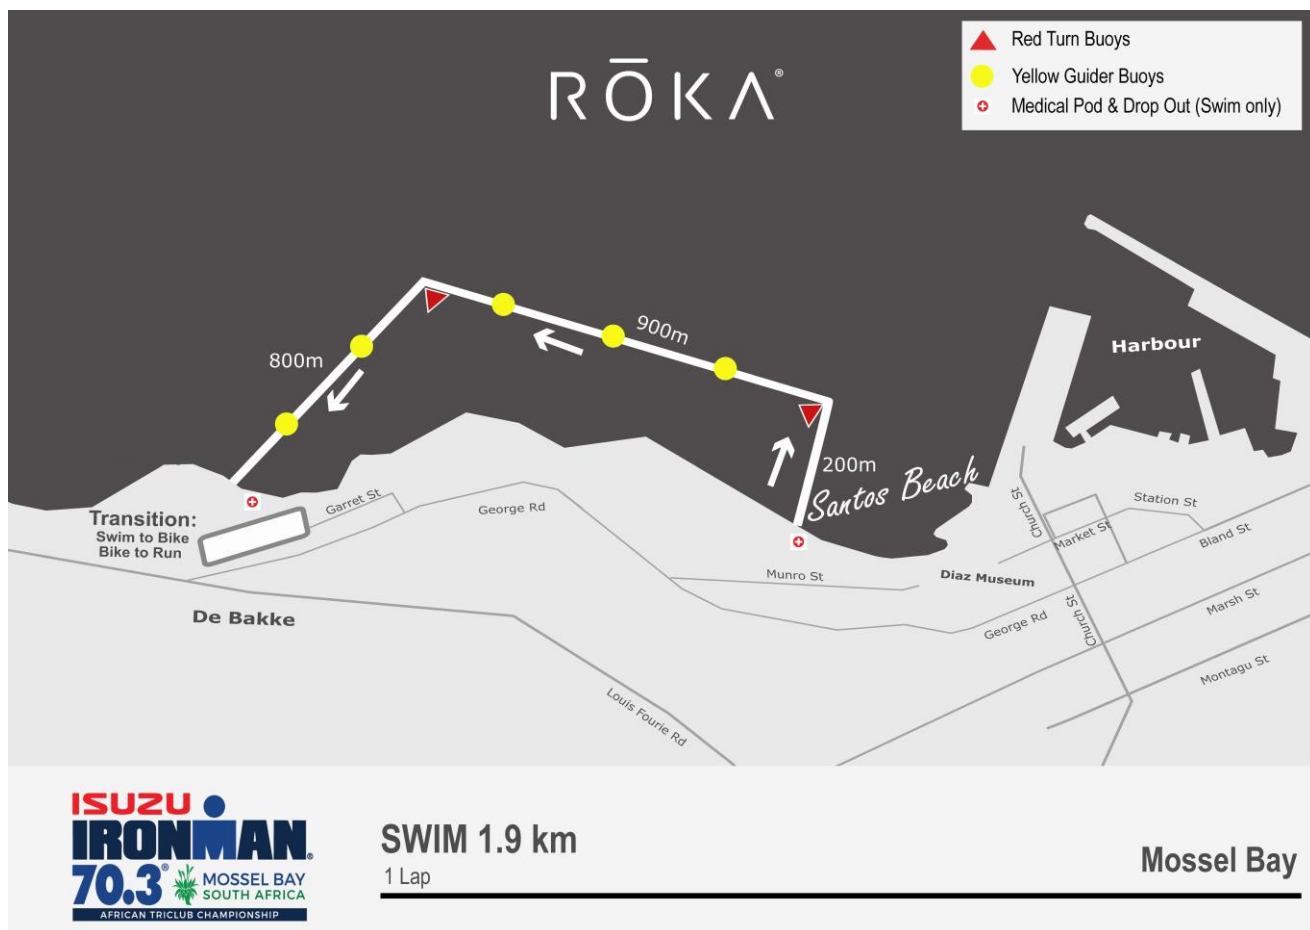 RŌKA®
Red Turn Buoys
Yellow Guider Buoys
Medical Pod & Drop Out (Swim only)
900m
800m
Harbour
200m
Santos Beach
Transition:
Swim to Bike
Bike to Run
Garret St
George Rd
Church St
Market St
Station St
Bland St
Munro St
Diaz Museum
De Bakke
George Rd
Church St
Marsh St
Montagu St
Louis Fourie Rd
ISUZU
IRONMAN®
70.3® MOSSEL BAY
SOUTH AFRICA
AFRICAN TRICLUB CHAMPIONSHIP
SWIM 1.9 km
1 Lap
Mossel Bay